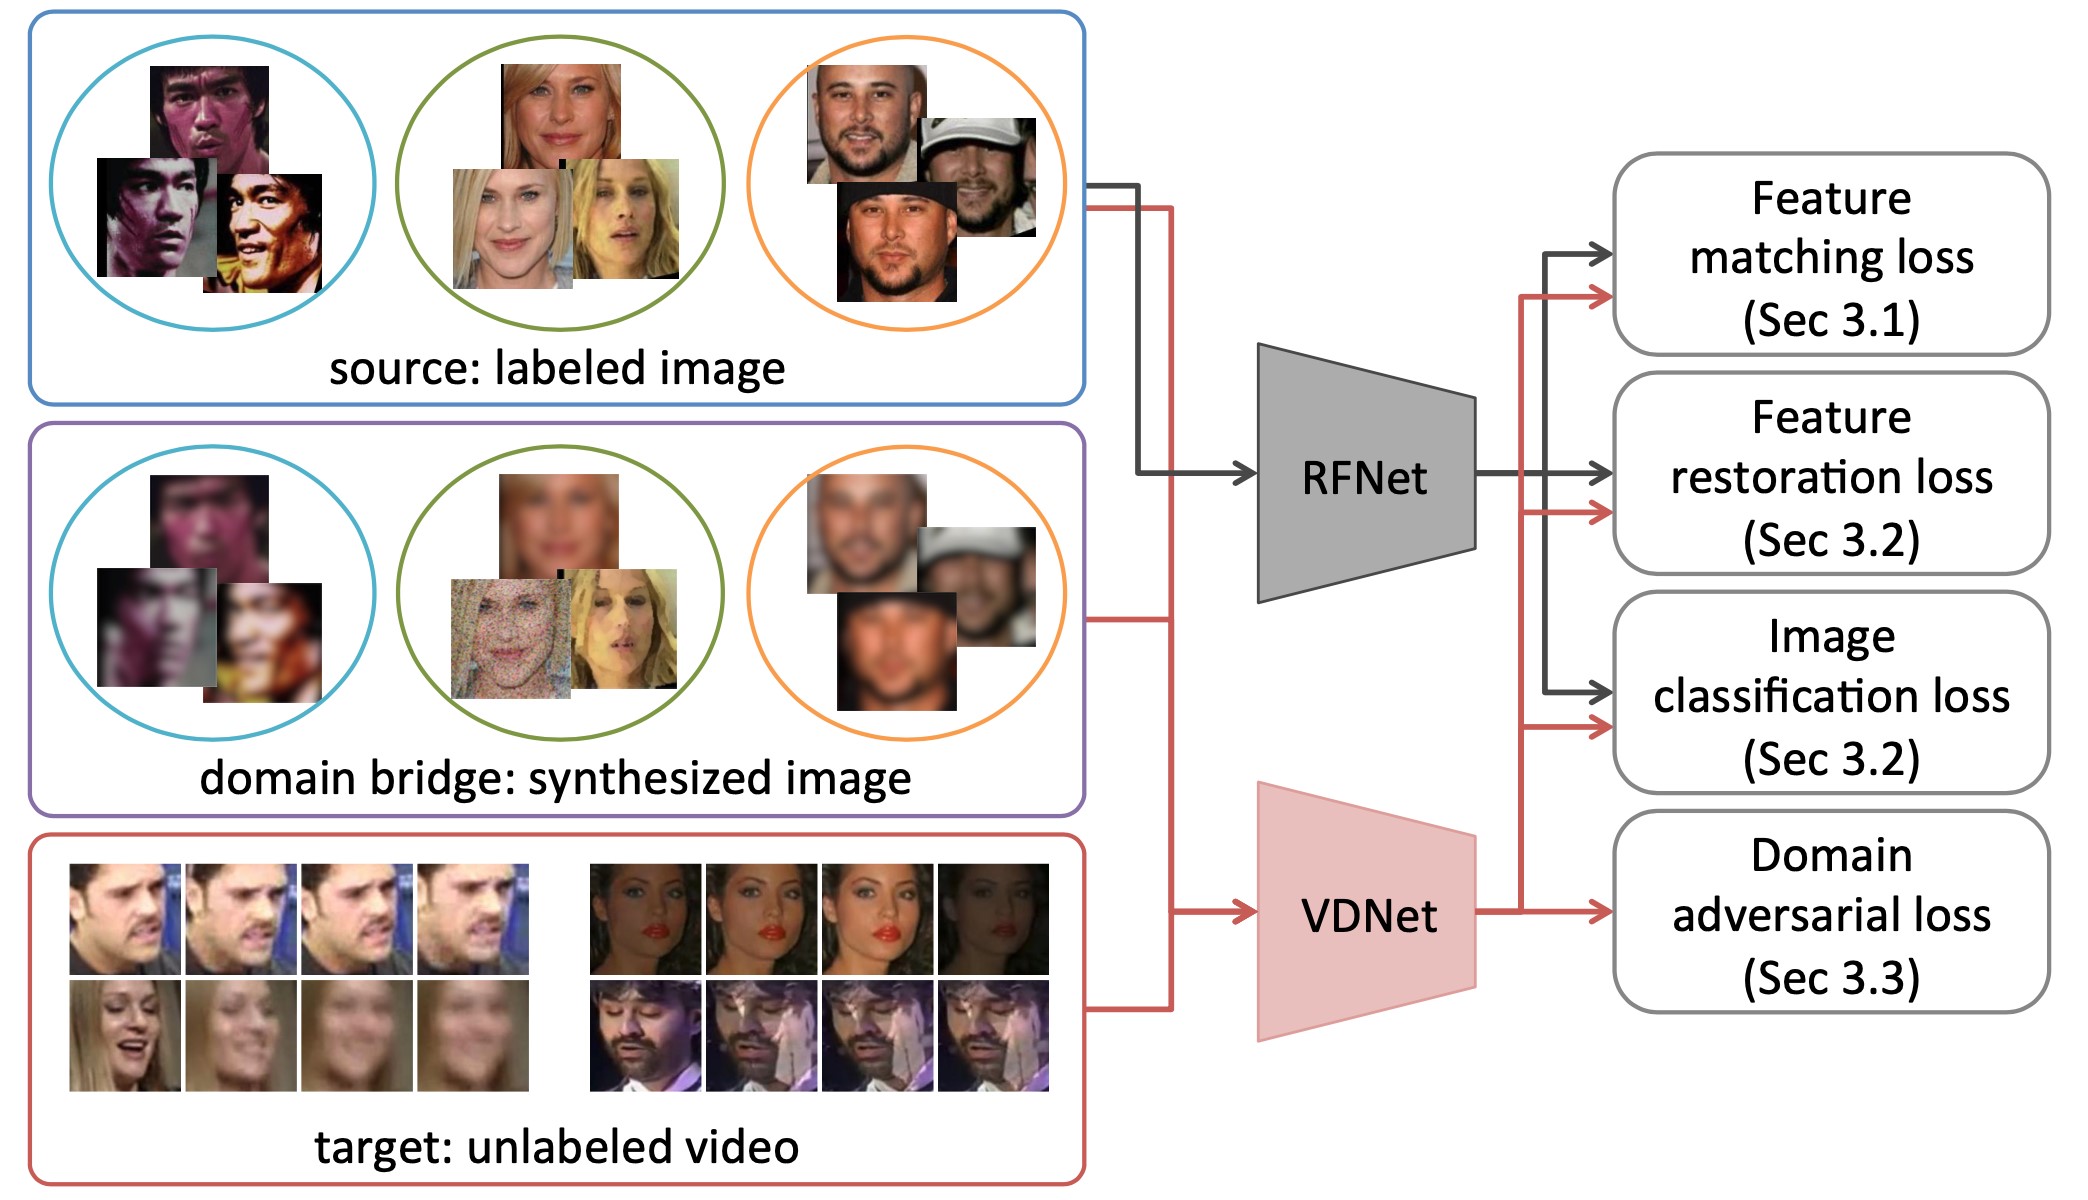 source: labeled image
domain bridge: synthesized image
target: unlabeled video
RFNet
VDNet
Feature
matching loss
(Sec 3.1)
Feature
restoration loss
(Sec 3.2)
Image
classification loss
(Sec 3.2)
Domain
adversarial loss
(Sec 3.3)